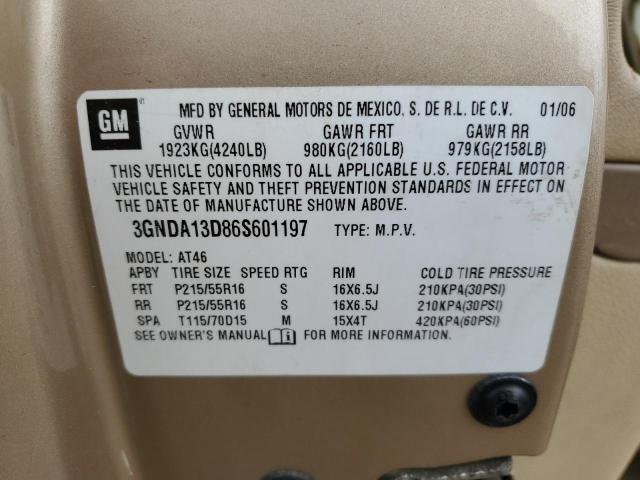 GM MFD BY GENERAL MOTORS DE MEXICO, S. DE R.L. DE C.V. 01/06
GVWR GAWR FRT GAWR RR
1923KG(4240LB) 980KG(2160LB) 979KG(2158LB)
THIS VEHICLE CONFORMS TO ALL APPLICABLE U.S. FEDERAL MOTOR
VEHICLE SAFETY AND THEFT PREVENTION STANDARDS IN EFFECT ON
THE DATE OF MANUFACTURE SHOWN ABOVE.
3GNDA13D86S601197 TYPE: M.P.V.
MODEL: AT46
APBY TIRE SIZE SPEED RTG RIM COLD TIRE PRESSURE
FRT P215/55R16 S 16X6.5J 210KPA(30PSI)
RR P215/55R16 S 16X6.5J 210KPA(30PSI)
SPA T115/70D15 M 15X4T 420KPA(60PSI)
SEE OWNER'S MANUAL FOR MORE INFORMATION.